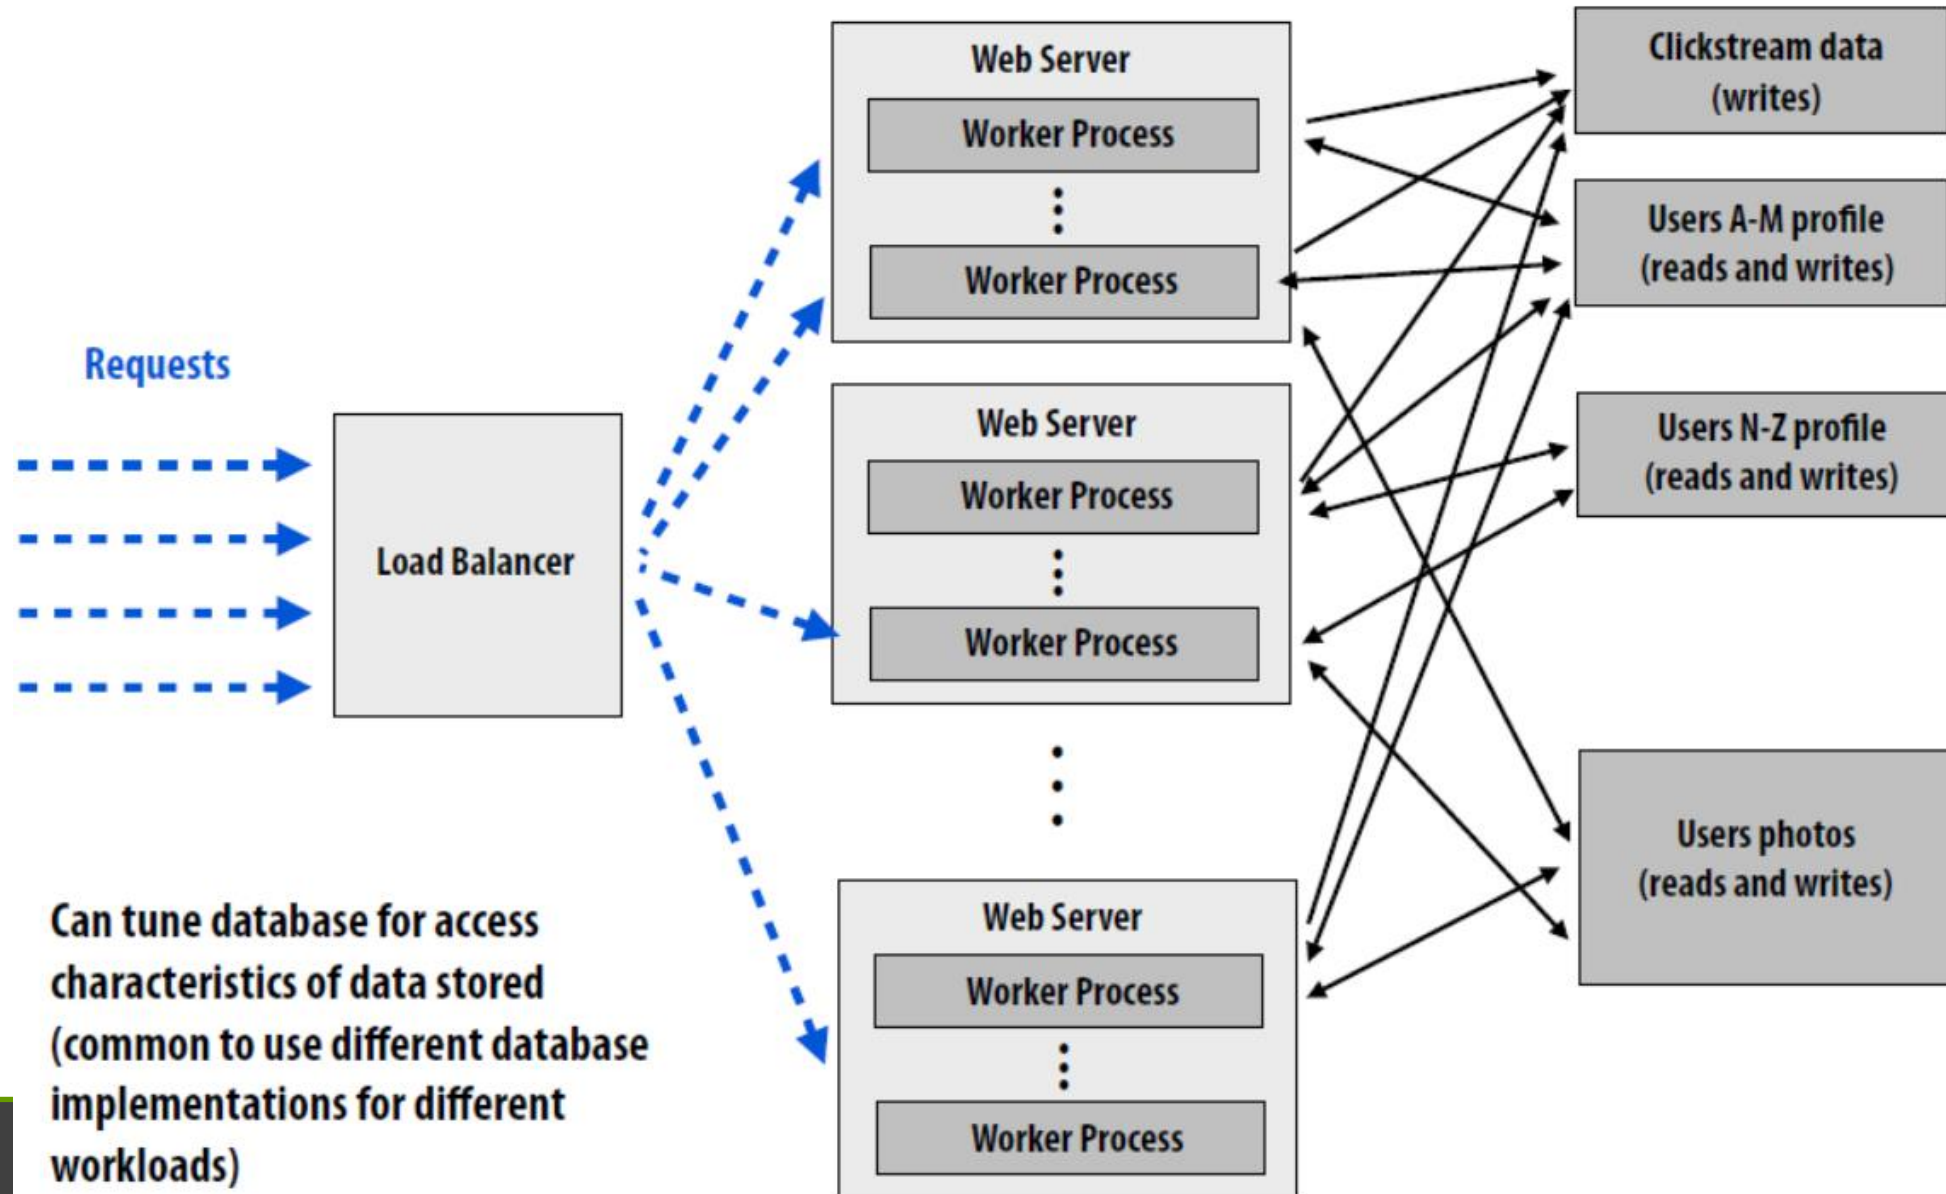 Requests
Load Balancer
Can tune database for access
characteristics of data stored
(common to use different database
implementations for different
workloads)
Web Server
Worker Process
Worker Process
Web Server
Worker Process
Worker Process
Web Server
Worker Process
Worker Process
Clickstream data
(writes)
Users A-M profile
(reads and writes)
Users N-Z profile
(reads and writes)
Users photos
(reads and writes)